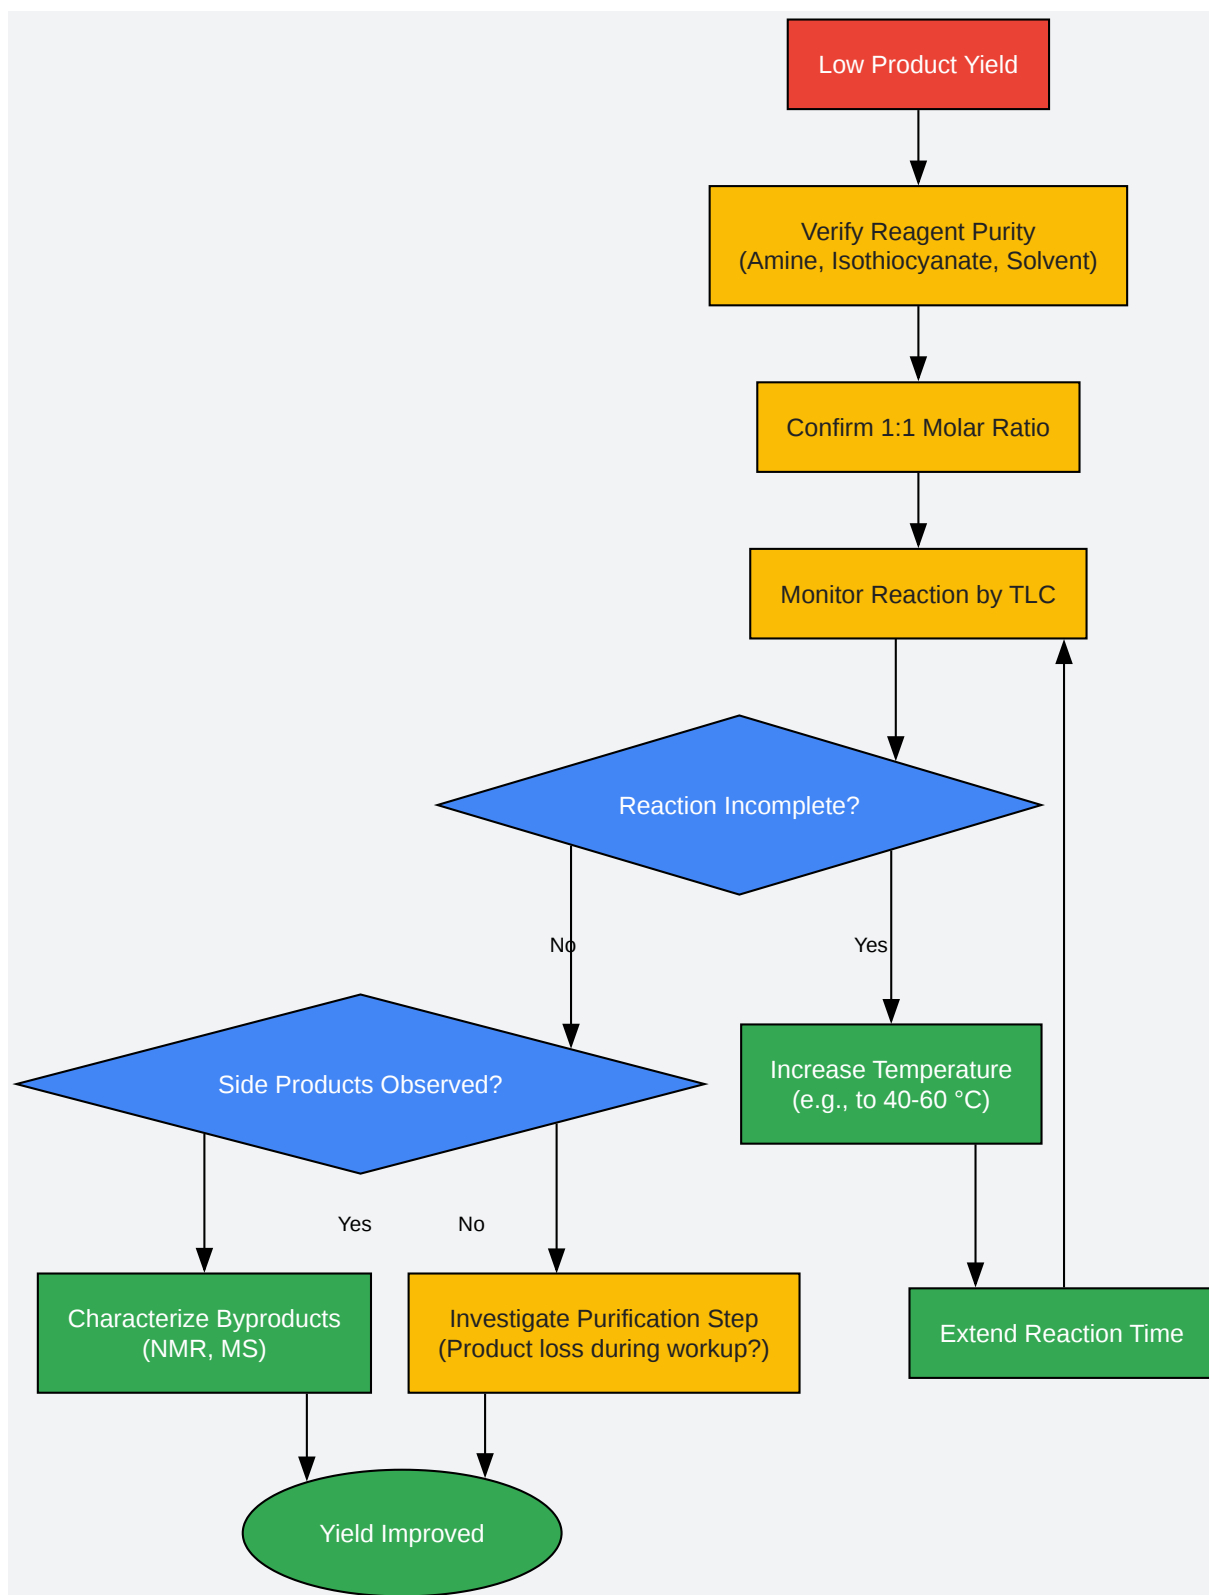 Low Product Yield
Verify Reagent Purity
(Amine, Isothiocyanate, Solvent)
Confirm 1:1 Molar Ratio
Monitor Reaction by TLC
Reaction Incomplete?
No
Yes
Side Products Observed?
Increase Temperature
(e.g., to 40-60 °C)
Yes
No
Characterize Byproducts
(NMR, MS)
Investigate Purification Step
(Product loss during workup?)
Extend Reaction Time
Yield Improved